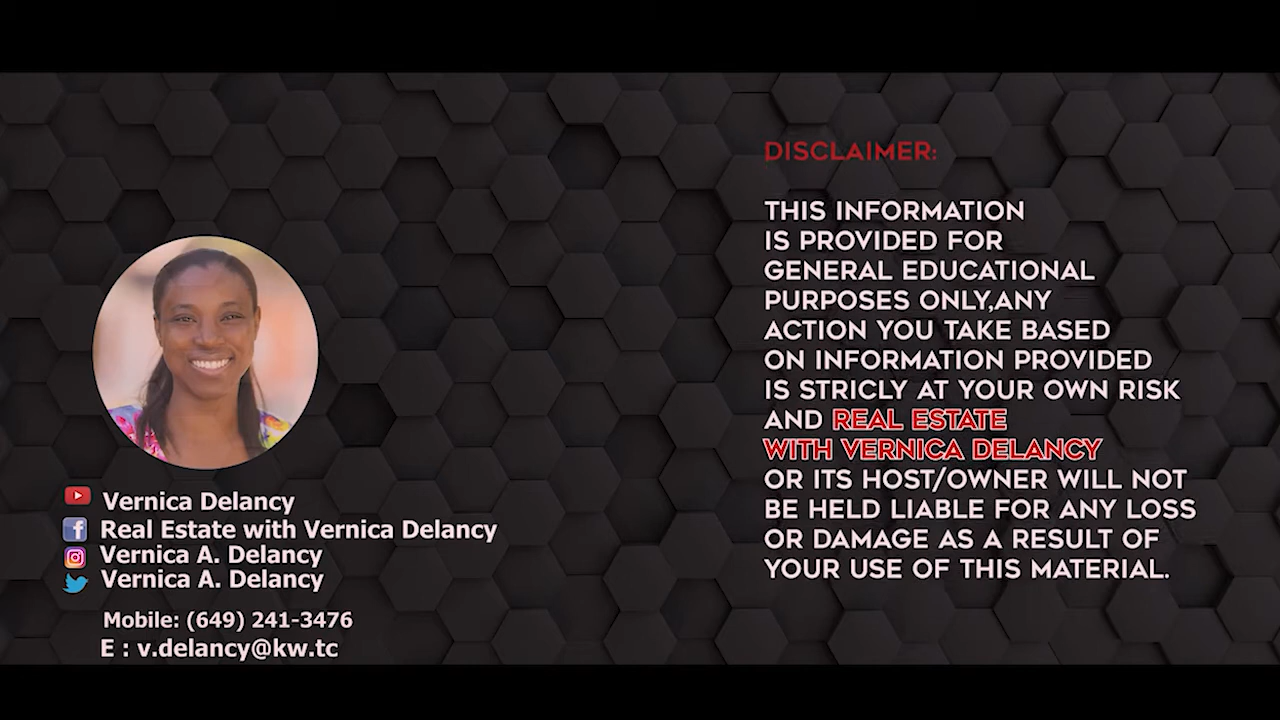 Vernica Delancy
Real Estate with Vernica Delancy
Vernica A. Delancy
Vernica A. Delancy
Mobile: (649) 241-3476
E : v.delancy@kw.tc
DISCLAIMER:
THIS INFORMATION
IS PROVIDED FOR
GENERAL EDUCATIONAL
PURPOSES ONLY,ANY
ACTION YOU TAKE BASED
ON INFORMATION PROVIDED
IS STRICLY AT YOUR OWN RISK
AND REAL ESTATE
WITH VERNICA DELANCY
OR ITS HOST/OWNER WILL NOT
BE HELD LIABLE FOR ANY LOSS
OR DAMAGE AS A RESULT OF
YOUR USE OF THIS MATERIAL.